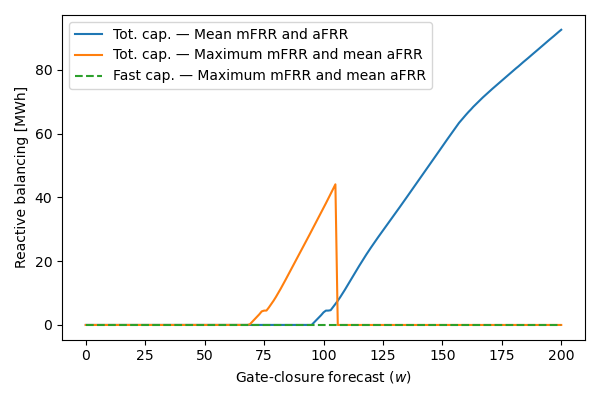 Tot. cap. — Mean mFRR and aFRR
Tot. cap. — Maximum mFRR and mean aFRR
Fast cap. — Maximum mFRR and mean aFRR
Reactive balancing [MWh]
80
60
40
20
0
0 25 50 75 100 125 150 175 200
Gate-closure forecast (w)